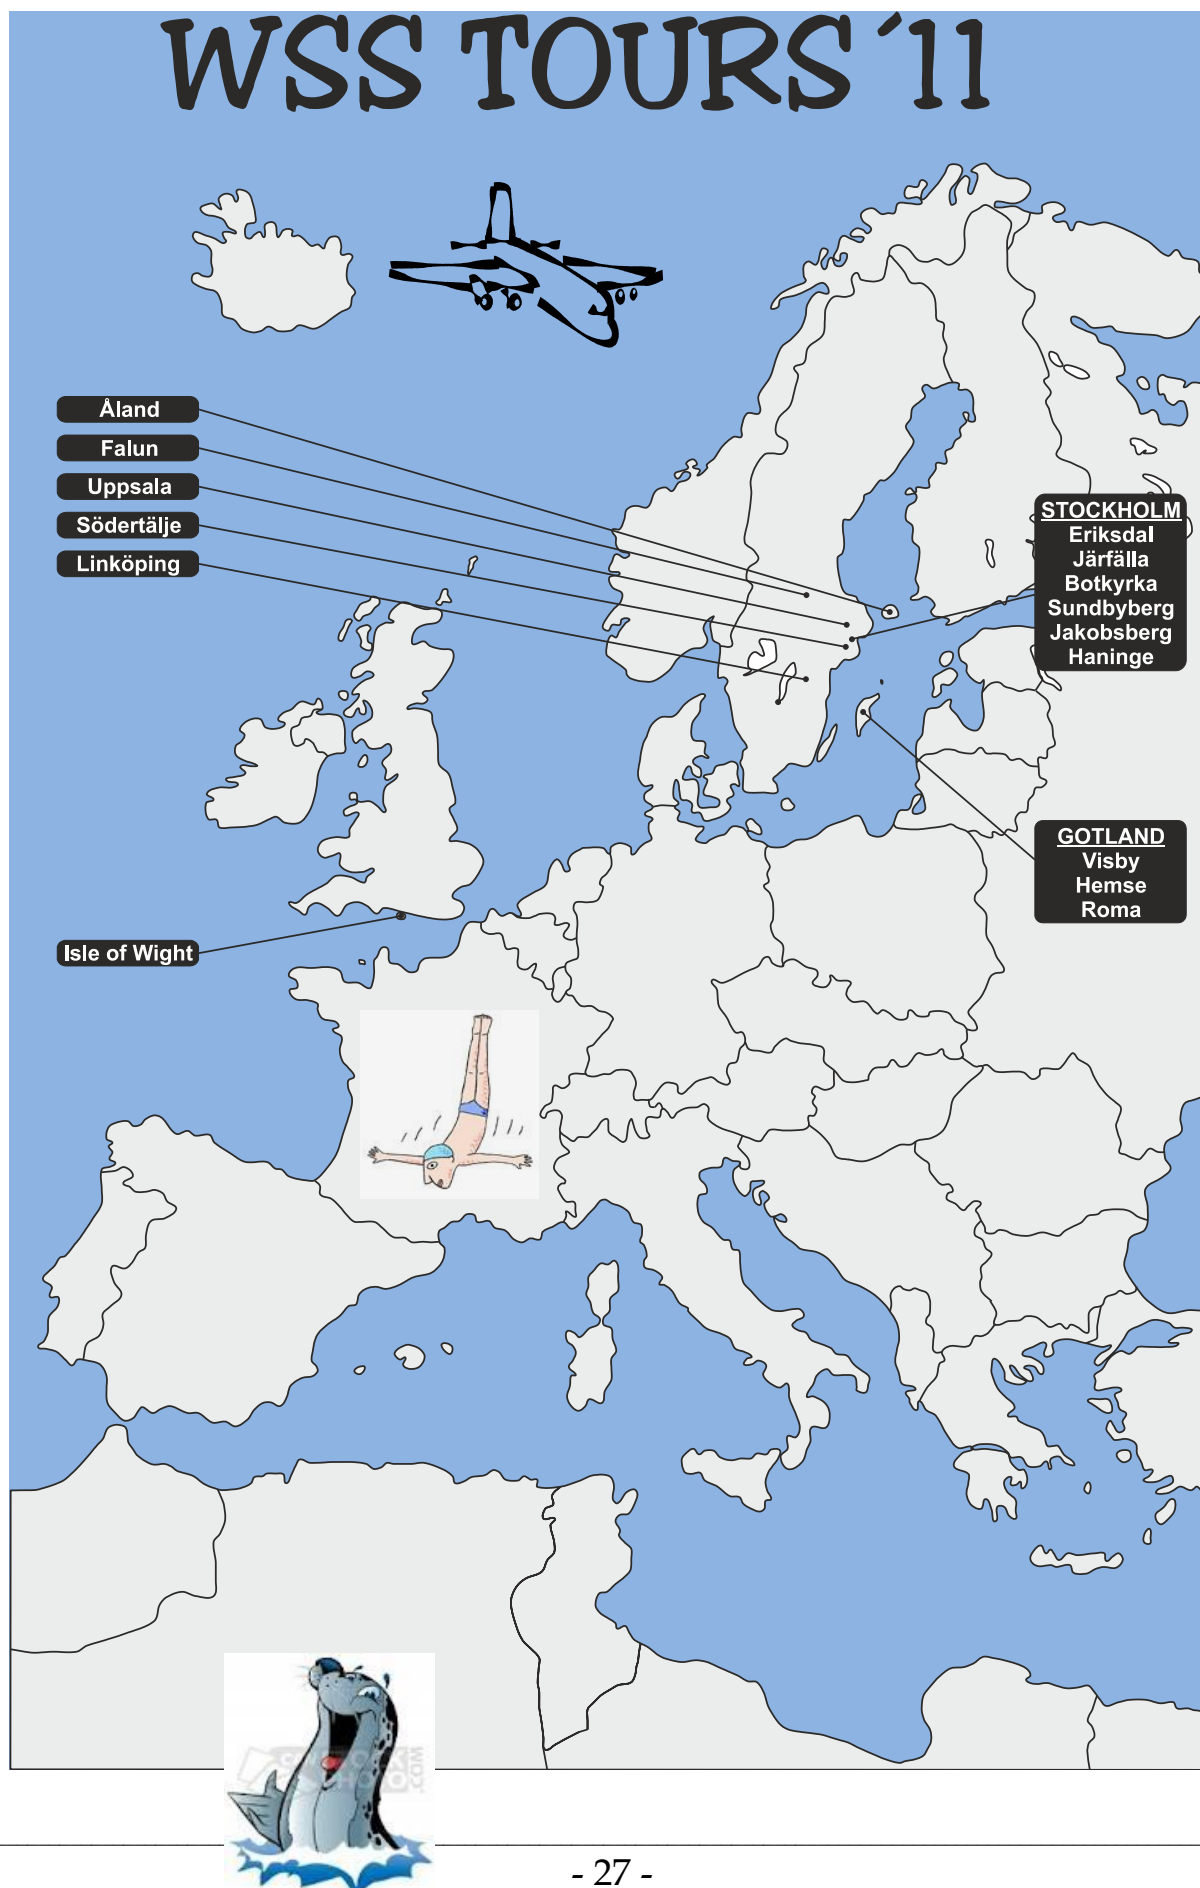 WSS TOURS ´11
Åland
Falun
Uppsala
Södertälje
Linköping
STOCKHOLM
Eriksdal
Järfälla
Botkyrka
Sundbyberg
Jakobsberg
Haninge
GOTLAND
Visby
Hemse
Roma
Isle of Wight
- 27 -